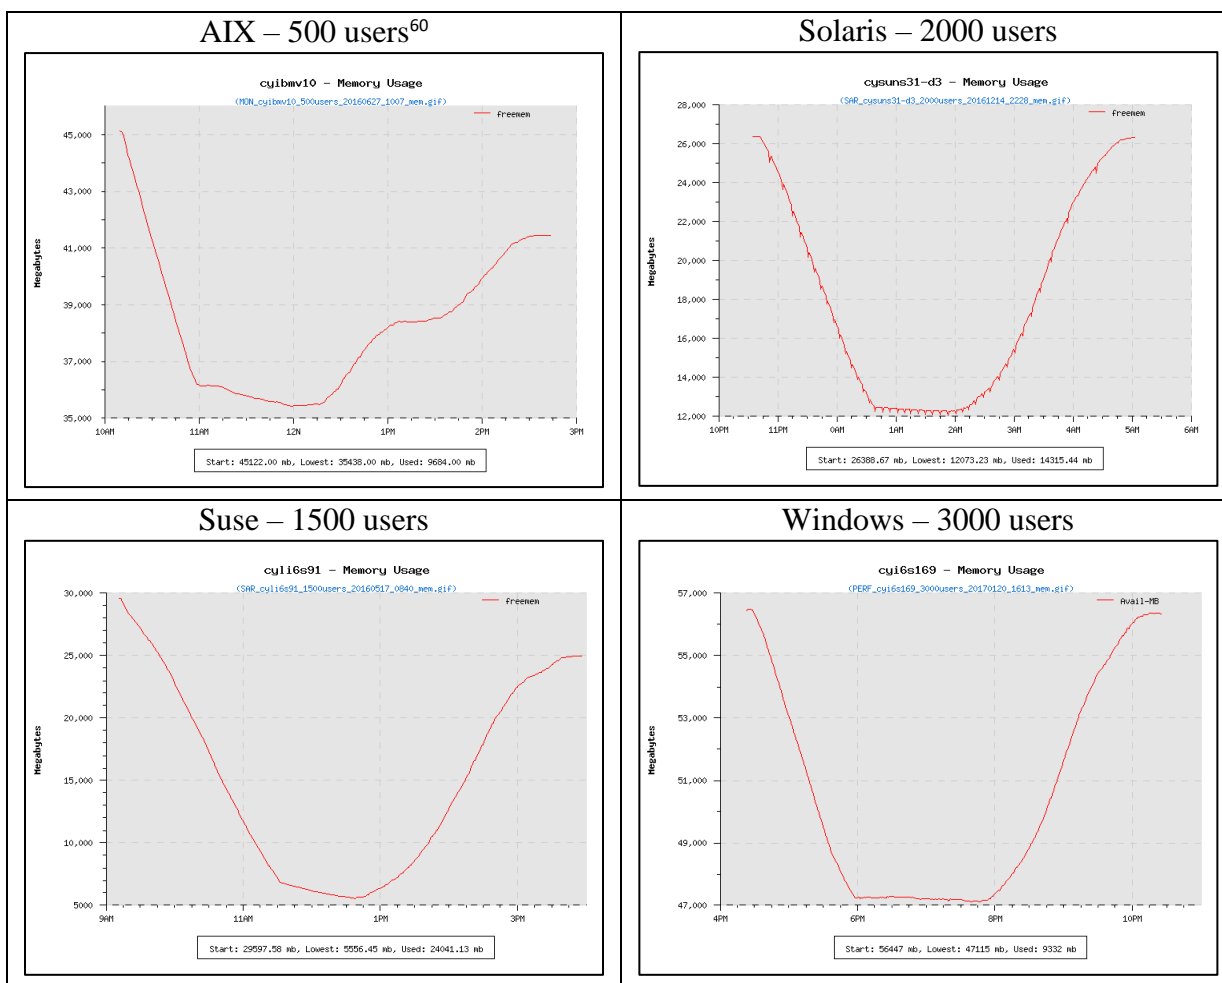 AIX – 500 users60
cyibmv10 - Memory Usage
(MON_cyibmv10_500users_20160627_1007_mem.gif)
freemem
Megabytes
45,000
43,000
41,000
39,000
37,000
35,000
10AM 11AM 12N 1PM 2PM 3PM
Start: 45122.00 mb, Lowest: 35438.00 mb, Used: 9684.00 mb
Solaris – 2000 users
cysuns31-d3 - Memory Usage
(SAR_cysuns31-d3_2000users_20161214_2228_mem.gif)
freemem
Megabytes
28,000
26,000
24,000
22,000
20,000
18,000
16,000
14,000
12,000
10PM 11PM 0AM 1AM 2AM 3AM 4AM 5AM 6AM
Start: 26388.67 mb, Lowest: 12073.23 mb, Used: 14315.44 mb
Suse – 1500 users
cyli6s91 - Memory Usage
(SAR_cyli6s91_1500users_20160517_0840_mem.gif)
freemem
Megabytes
30,000
25,000
20,000
15,000
10,000
5000
9AM 11AM 1PM 3PM
Start: 29597.58 mb, Lowest: 5556.45 mb, Used: 24041.13 mb
Windows – 3000 users
cyi6s169 - Memory Usage
(PERF_cyi6s169_3000users_20170120_1613_mem.gif)
Avail-MB
Megabytes
57,000
55,000
53,000
51,000
49,000
47,000
4PM 6PM 8PM 10PM
Start: 56447 mb, Lowest: 47115 mb, Used: 9332 mb